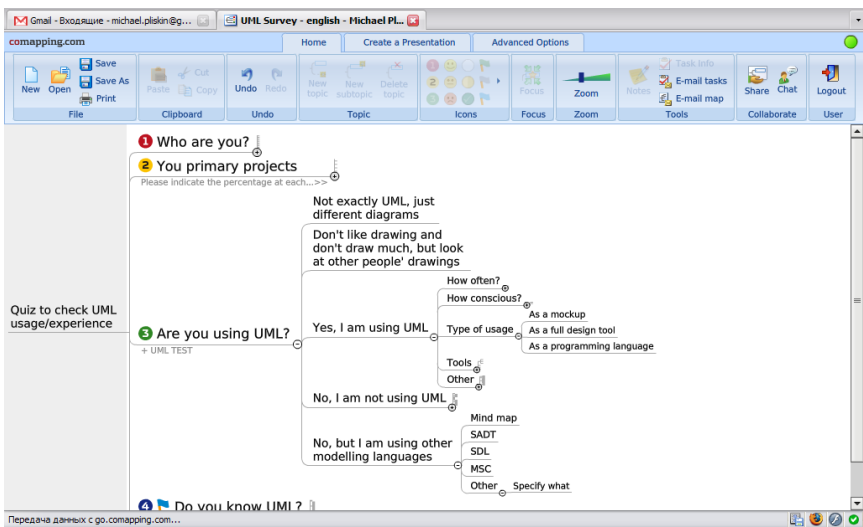 Gmail - Входящие - michael.pliskin@g...
UML Survey - english - Michael Pl...
comapping.com
Home
Create a Presentation
Advanced Options
New
Open
Save
Save As
Print
File
Paste
Cut
Copy
Clipboard
Undo
Redo
Undo
New topic
New subtopic
Delete topic
Topic
1
2
3
Icons
Focus
Focus
Zoom
Zoom
Notes
Task Info
E-mail tasks
E-mail map
Tools
Share
Chat
Collaborate
Logout
User
Quiz to check UML
usage/experience
1 Who are you?
2 You primary projects
Please indicate the percentage at each...>>
3 Are you using UML?
+ UML TEST
Not exactly UML, just
different diagrams
Don't like drawing and
don't draw much, but look
at other people' drawings
Yes, I am using UML
How often?
How conscious?
Type of usage
As a mockup
As a full design tool
As a programming language
Tools
Other
No, I am not using UML
No, but I am using other
modelling languages
Mind map
SADT
SDL
MSC
Other
Specify what
4 Do you know UML?
Передача данных с go.comapping.com...